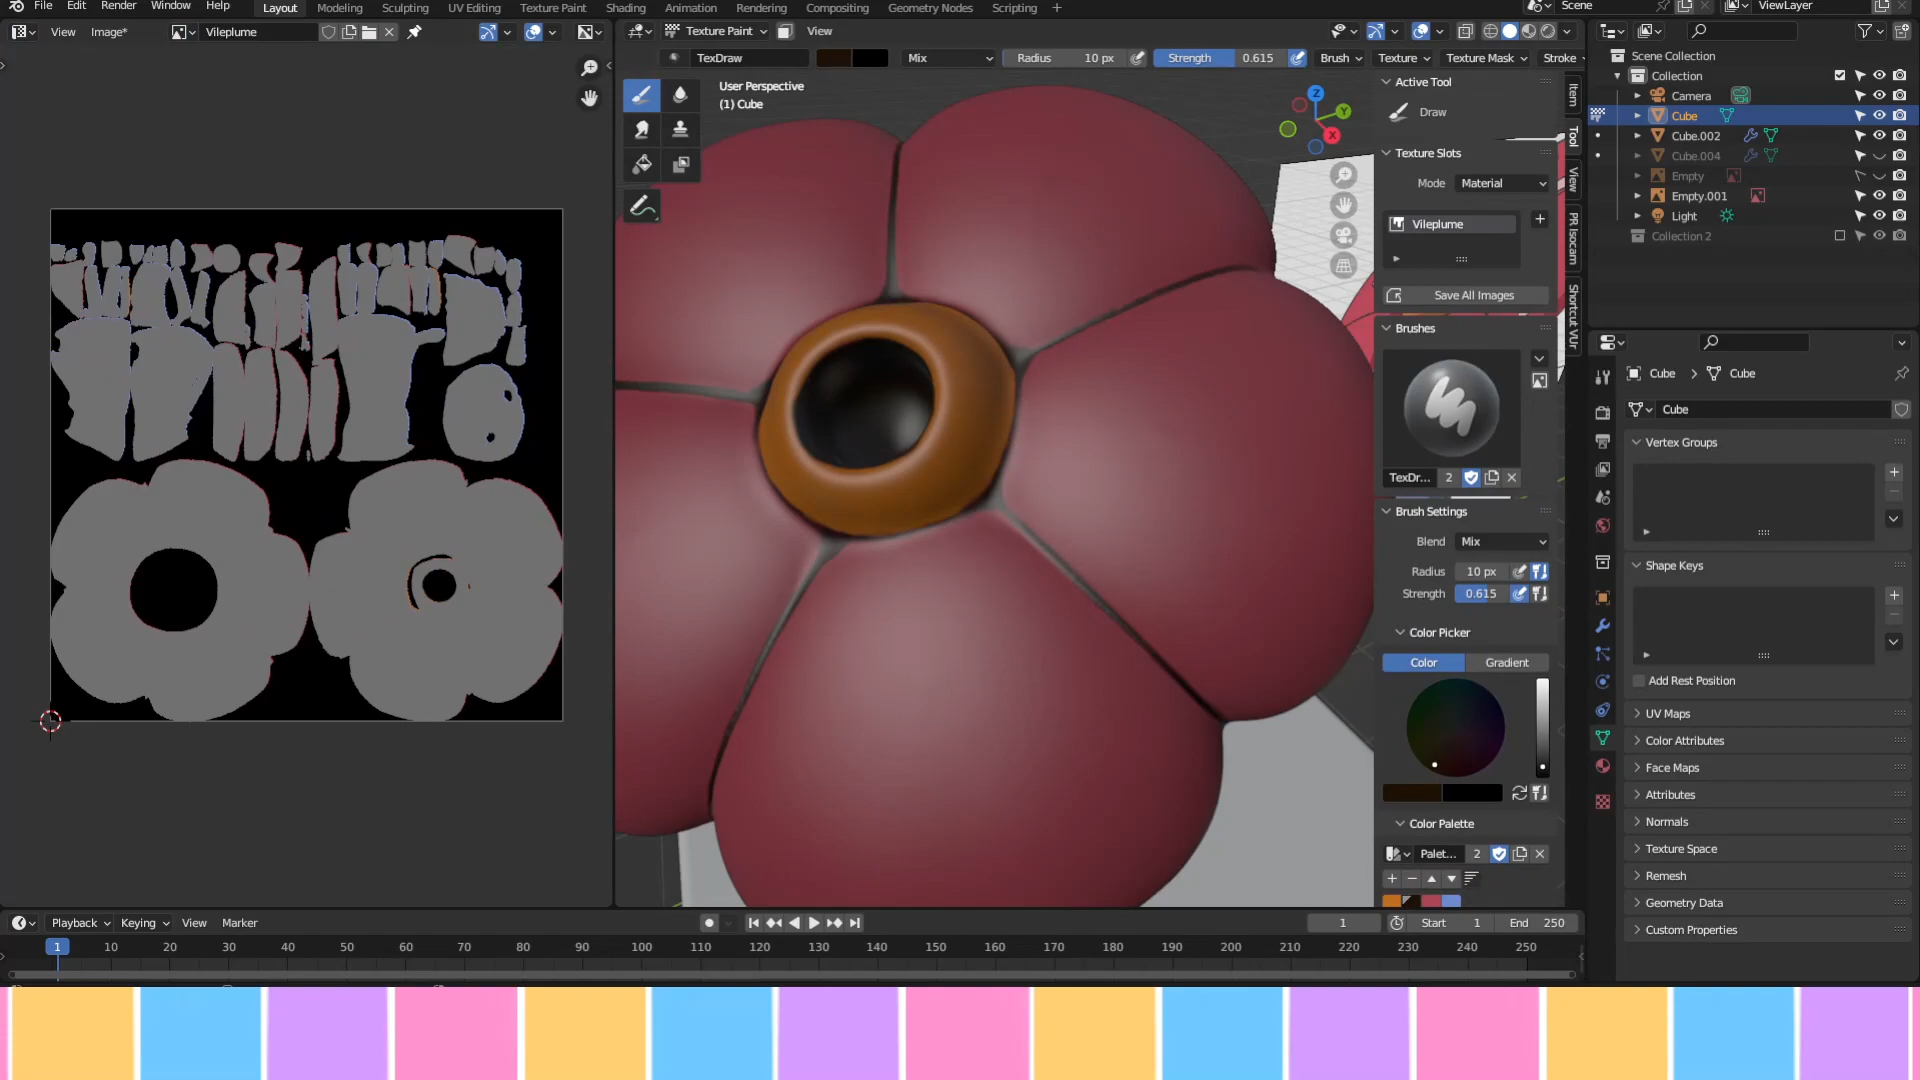 File Edit Render Window Help Layout Modeling Sculpting UV Editing Texture Paint Shading Animation Rendering Compositing Geometry Nodes Scripting + Scene ViewLayer
View Image* Vileplume Texture Paint View
TexDraw Mix Radius 10 px Strength 0.615 Brush Texture Texture Mask Stroke
User Perspective
(1) Cube
Z
Y
X
Active Tool
Draw
Texture Slots
Mode Material
Vileplume
Save All Images
Brushes
TexDr... 2
Brush Settings
Blend Mix
Radius 10 px
Strength 0.615
Color Picker
Color Gradient
Color Palette
Palet... 2
Item
Tool
View
PR Isocam
Shortcut VUr
Scene Collection
Collection
Camera
Cube
Cube.002
Cube.004
Empty
Empty.001
Light
Collection 2
Cube > Cube
Cube
Vertex Groups
Shape Keys
Add Rest Position
UV Maps
Color Attributes
Face Maps
Attributes
Normals
Texture Space
Remesh
Geometry Data
Custom Properties
Playback Keying View Marker 1 Start 1 End 250
1 10 20 30 40 50 60 70 80 90 100 110 120 130 140 150 160 170 180 190 200 210 220 230 240 250